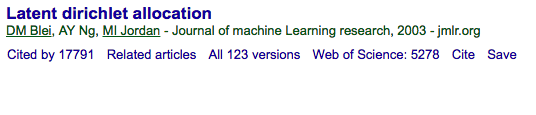 Latent dirichlet allocation
DM Blei, AY Ng, MI Jordan - Journal of machine Learning research, 2003 - jmlr.org
Cited by 17791 Related articles All 123 versions Web of Science: 5278 Cite Save